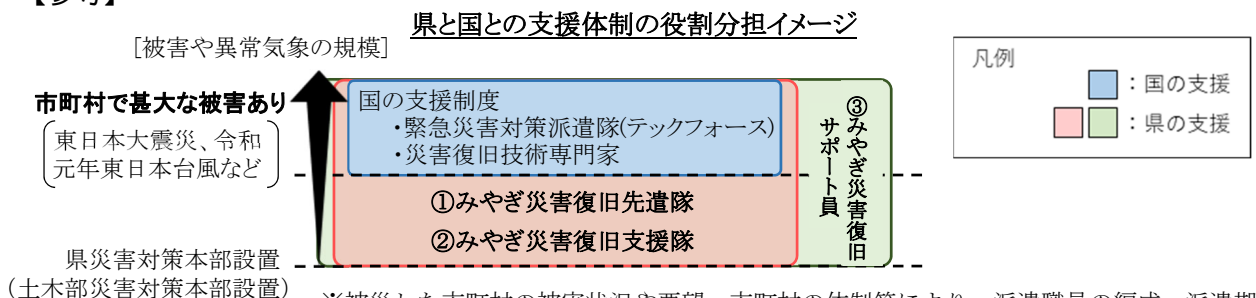 県と国との支援体制の役割分担イメージ
[被害や異常気象の規模]
凡例
：国の支援
：県の支援
市町村で甚大な被害あり
東日本大震災、令和
元年東日本台風など
国の支援制度
・緊急災害対策派遣隊(テックフォース)
・災害復旧技術専門家
①みやぎ災害復旧先遣隊
②みやぎ災害復旧支援隊
③みやぎ災害復旧
サポート員
県災害対策本部設置
（土木部災害対策本部設置）
※被災した市町村の被害状況や要望、市町村の体制等により、派遣職員の編成、派遣期